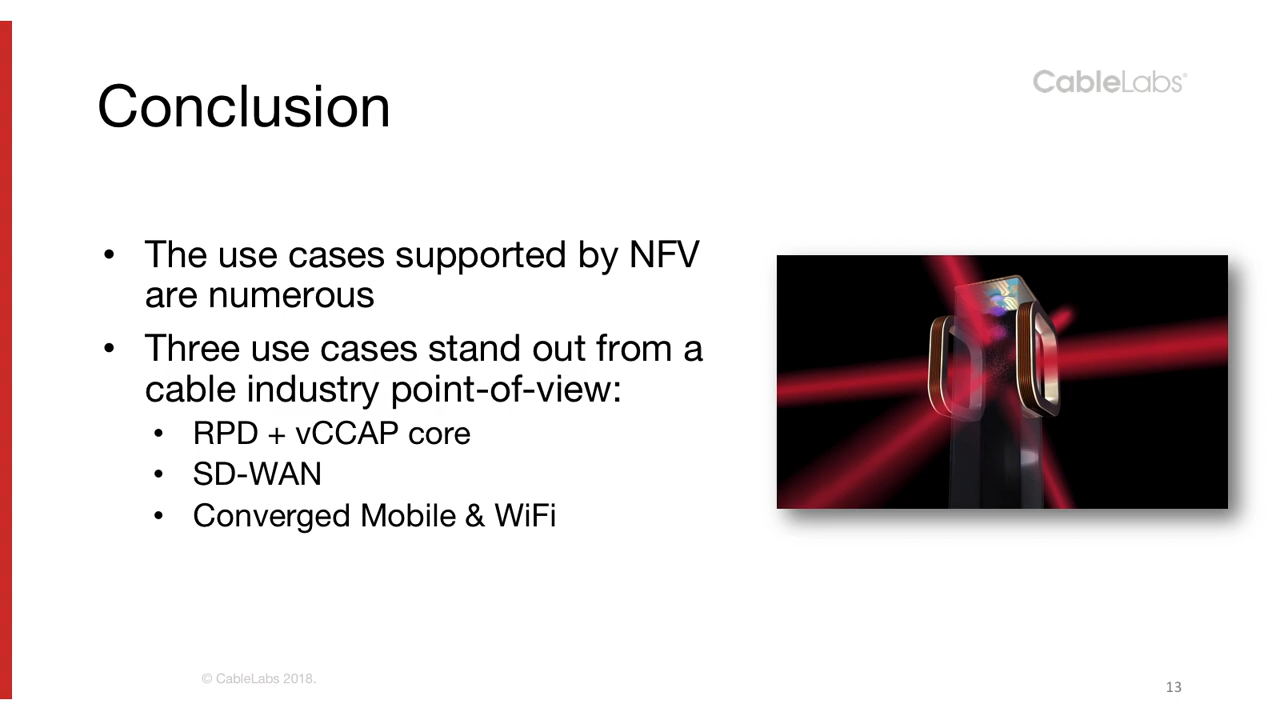 CableLabs®
Conclusion
• The use cases supported by NFV
are numerous
• Three use cases stand out from a
cable industry point-of-view:
• RPD + vCCAP core
• SD-WAN
• Converged Mobile & WiFi
© CableLabs 2018.
13